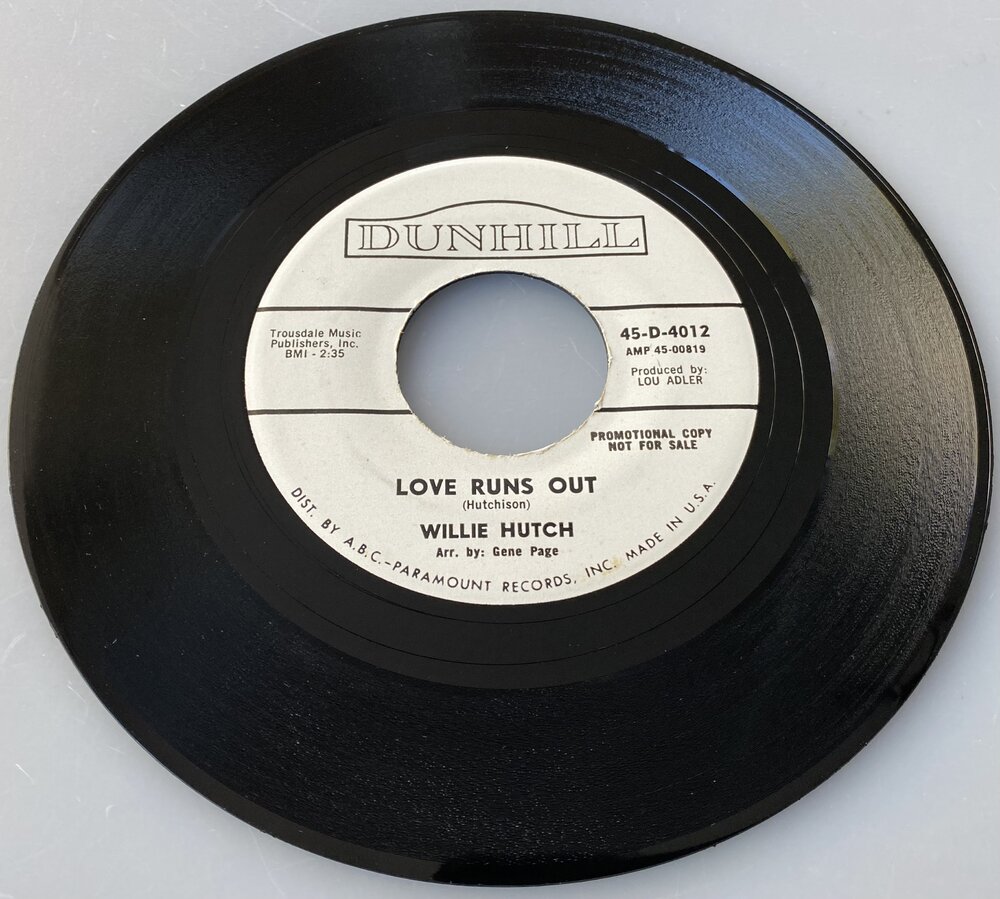 DUNHILL
Trousdale Music
Publishers, Inc.
BMI - 2:35
45-D-4012
AMP 45-00819
Produced by:
LOU ADLER
PROMOTIONAL COPY
NOT FOR SALE
LOVE RUNS OUT
(Hutchison)
WILLIE HUTCH
Arr. by: Gene Page
DIST. BY A.B.C.-PARAMOUNT RECORDS, INC. MADE IN U.S.A.